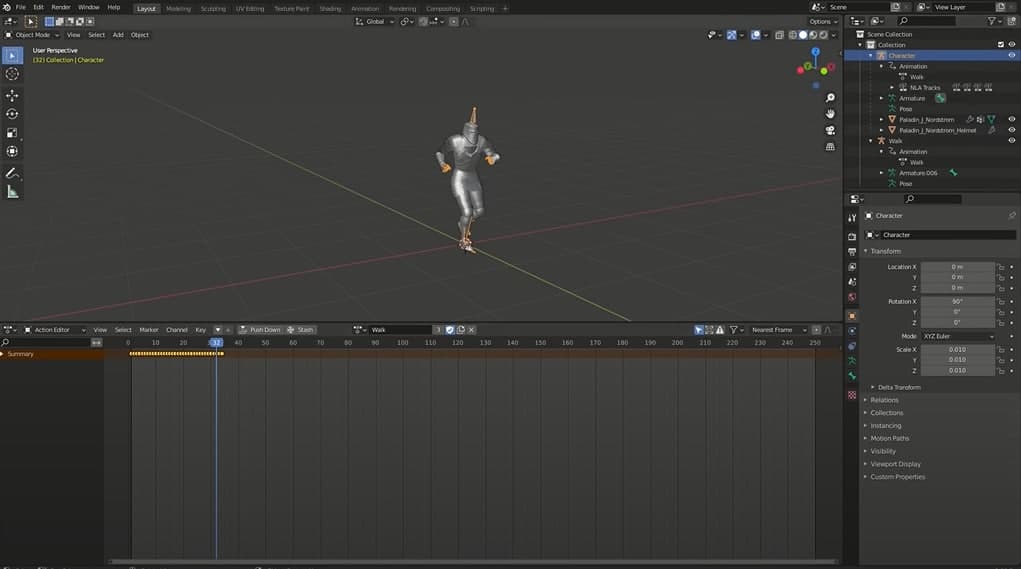 File Edit Render Window Help Layout Modeling Sculpting UV Editing Texture Paint Shading Animation Rendering Compositing Scripting + Scene View Layer
Global Options
Object Mode View Select Add Object
User Perspective
(32) Collection | Character
Z
Y
X
Scene Collection
Collection
Character
Animation
Walk
NLA Tracks
Armature
Pose
Paladin_J_Nordstrom
Paladin_J_Nordstrom_Helmet
Walk
Animation
Walk
Armature.006
Pose
Character
Character
Transform
Location X 0 m
Y 0 m
Z 0 m
Rotation X 90°
Y 0°
Z 0°
Mode XYZ Euler
Scale X 0.010
Y 0.010
Z 0.010
Delta Transform
Relations
Collections
Instancing
Motion Paths
Visibility
Viewport Display
Custom Properties
Action Editor View Select Marker Channel Key Push Down Stash Walk 3 Nearest Frame
0 10 20 32 40 50 60 70 80 90 100 110 120 130 140 150 160 170 180 190 200 210 220 230 240 250
Summary